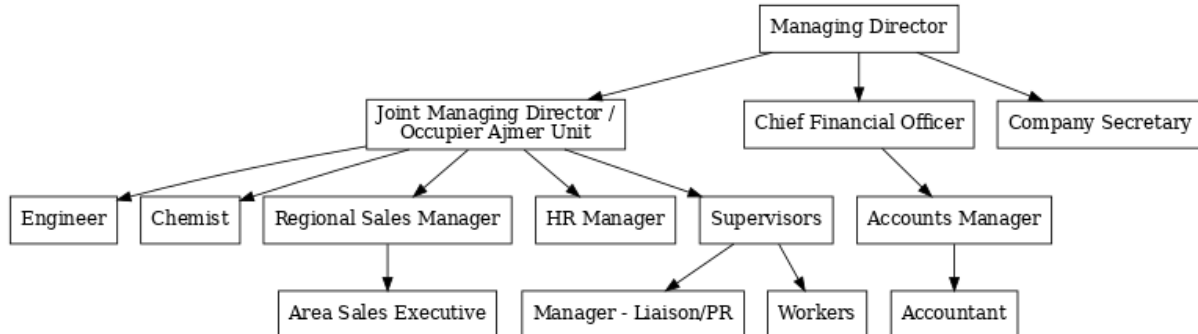 Managing Director
Joint Managing Director /
Occupier Ajmer Unit
Chief Financial Officer
Company Secretary
Engineer
Chemist
Regional Sales Manager
HR Manager
Supervisors
Accounts Manager
Area Sales Executive
Manager - Liaison/PR
Workers
Accountant